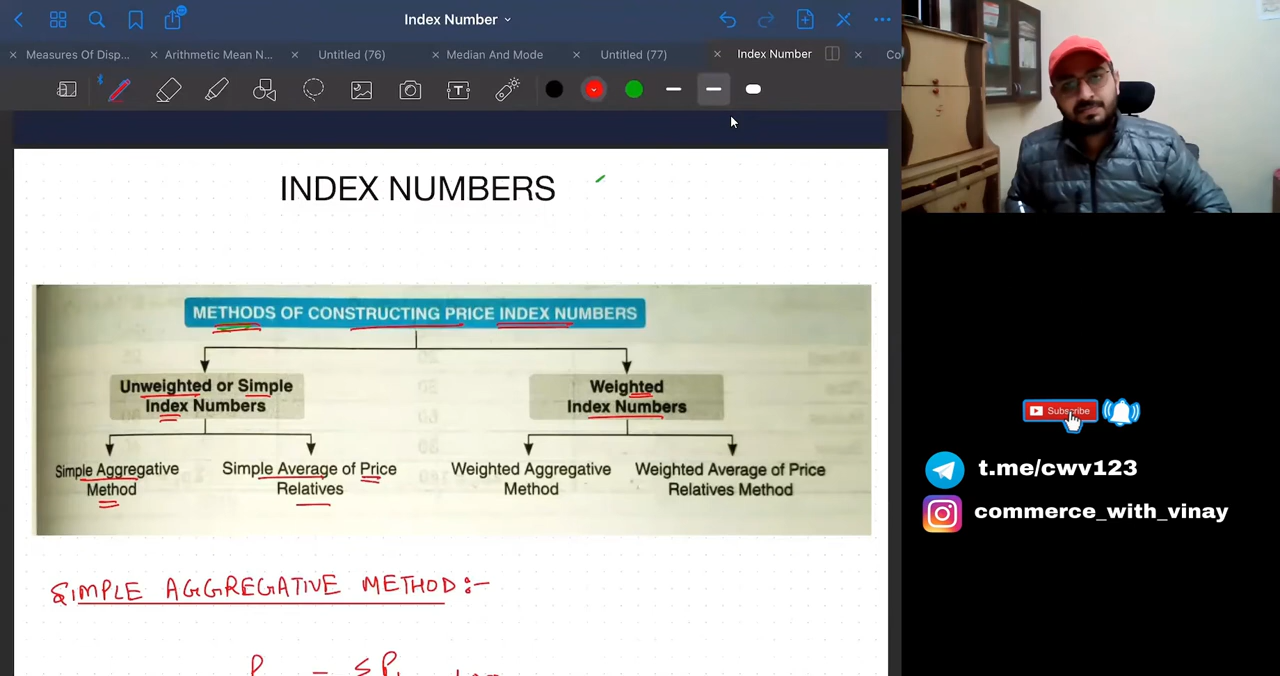 Index Number
Measures Of Disp...
Arithmetic Mean N...
Untitled (76)
Median And Mode
Untitled (77)
Index Number
Co
INDEX NUMBERS
METHODS OF CONSTRUCTING PRICE INDEX NUMBERS
Unweighted or Simple
Index Numbers
Weighted
Index Numbers
Simple Aggregative
Method
Simple Average of Price
Relatives
Weighted Aggregative
Method
Weighted Average of Price
Relatives Method
SIMPLE AGGREGATIVE METHOD:-
Subscribe
t.me/cwv123
commerce_with_vinay